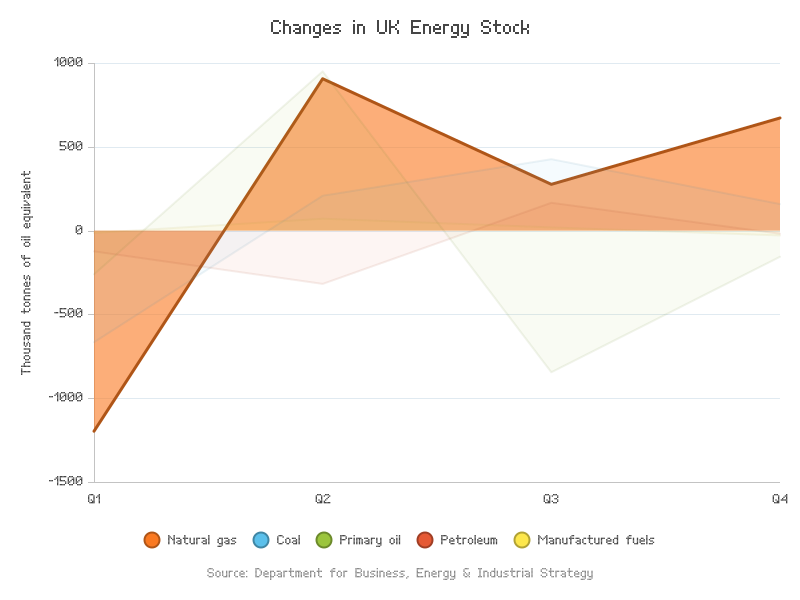 Changes in UK Energy Stock
Thousand tonnes of oil equivalent
1000
500
0
-500
-1000
-1500
Q1 Q2 Q3 Q4
Natural gas Coal Primary oil Petroleum Manufactured fuels
Source: Department for Business, Energy & Industrial Strategy